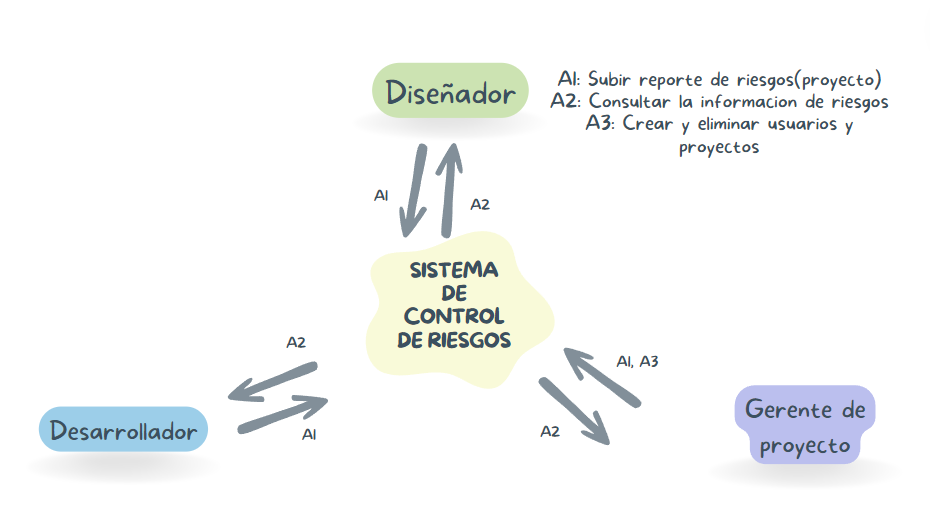 Diseñador
A1: Subir reporte de riesgos(proyecto)
A2: Consultar la informacion de riesgos
A3: Crear y eliminar usuarios y
proyectos
A1
A2
SISTEMA
DE
CONTROL
DE RIESGOS
A2
A1, A3
Desarrollador
A1
A2
Gerente de
proyecto